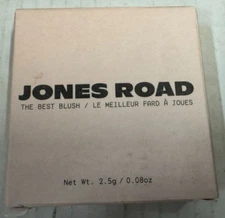 JONES ROAD
THE BEST BLUSH / LE MEILLEUR FARD À JOUES
Net Wt. 2.5g / 0.08oz